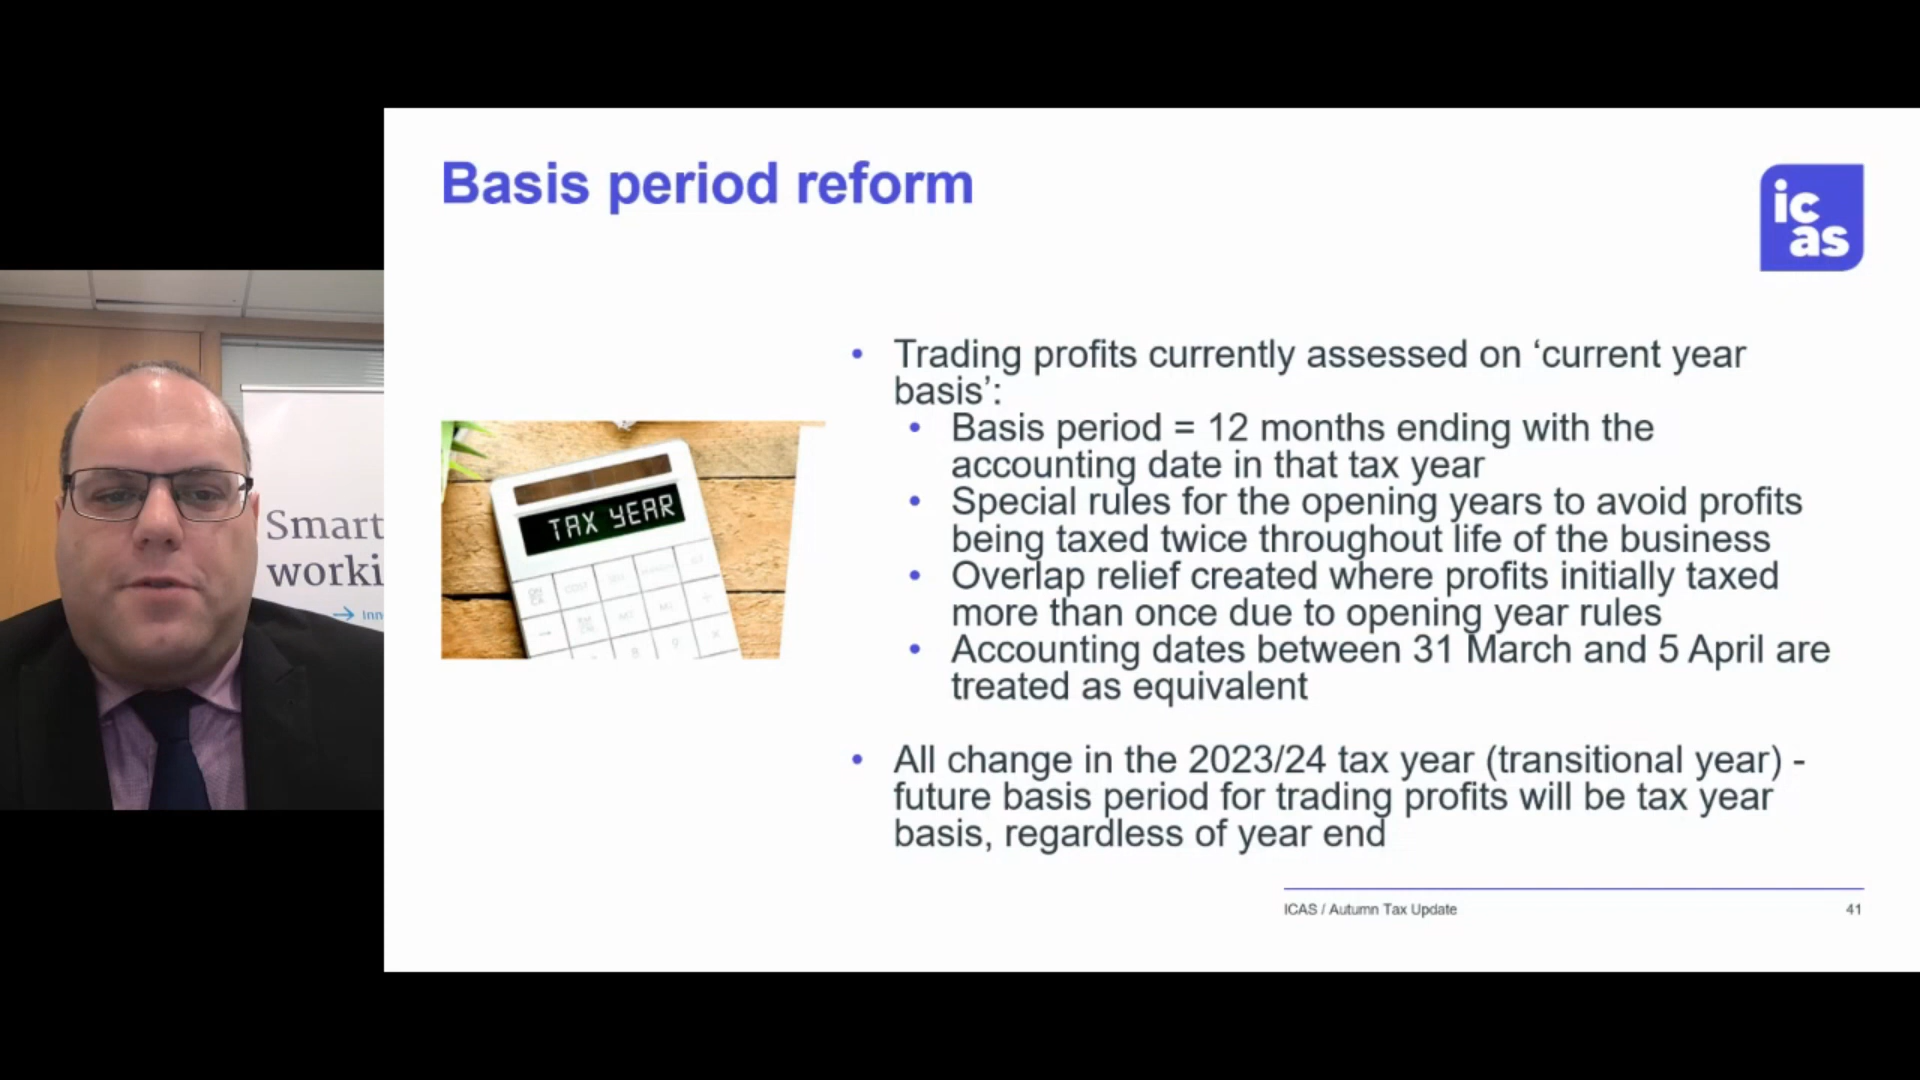 Basis period reform
ic
as
Smart
worki
→ Inn
TAX YEAR
• Trading profits currently assessed on ‘current year
basis’:
• Basis period = 12 months ending with the
accounting date in that tax year
• Special rules for the opening years to avoid profits
being taxed twice throughout life of the business
• Overlap relief created where profits initially taxed
more than once due to opening year rules
• Accounting dates between 31 March and 5 April are
treated as equivalent
• All change in the 2023/24 tax year (transitional year) -
future basis period for trading profits will be tax year
basis, regardless of year end
ICAS / Autumn Tax Update
41